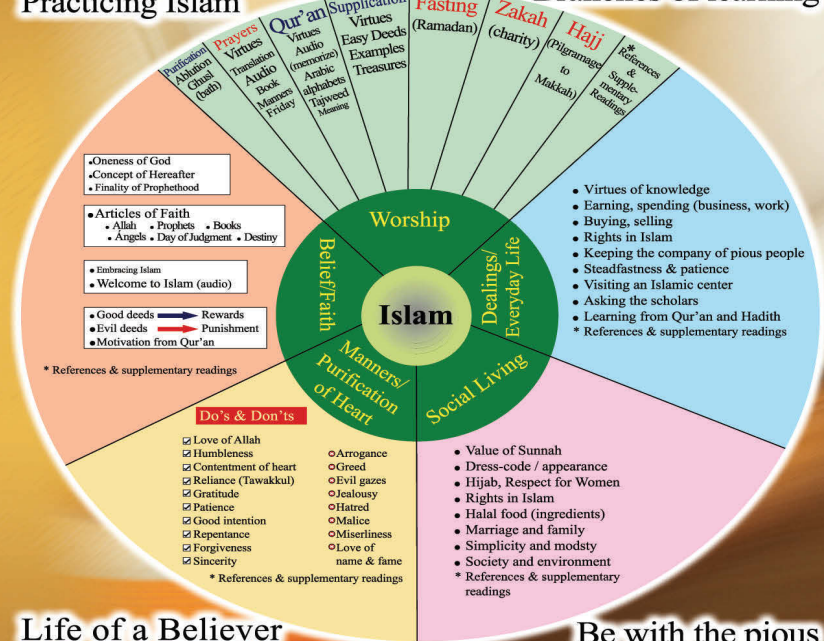 Practicing Islam
Branches of learning
Purification
Ablution
Ghusl
(bath)
Prayers
Virtues
Translation
Audio
Book
Manners
Friday
Qur'an
Virtues
Audio
(memorize)
Arabic
alphabets
Tajweed
Meaning
Supplication
Virtues
Easy Deeds
Examples
Treasures
Fasting
(Ramadan)
Zakah
(charity)
Hajj
(Pilgramage
to
Makkah)
* References
&
Supple-
mentary
Readings
Worship
Belief/Faith
Dealings/
Everyday Life
Islam
Manners/
Purification
of Heart
Social Living
•Oneness of God
•Concept of Hereafter
• Finality of Prophethood
• Articles of Faith
• Allah • Prophets • Books
• Angels • Day of Judgment • Destiny
• Embracing Islam
• Welcome to Islam (audio)
• Good deeds → Rewards
• Evil deeds → Punishment
• Motivation from Qur'an
* References & supplementary readings
• Virtues of knowledge
• Earning, spending (business, work)
• Buying, selling
• Rights in Islam
• Keeping the company of pious people
• Steadfastness & patience
• Visiting an Islamic center
• Asking the scholars
• Learning from Qur'an and Hadith
* References & supplementary readings
Do's & Don'ts
☑ Love of Allah
☑ Humbleness
☑ Contentment of heart
☑ Reliance (Tawakkul)
☑ Gratitude
☑ Patience
☑ Good intention
☑ Repentance
☑ Forgiveness
☑ Sincerity
○ Arrogance
○ Greed
○ Evil gazes
○ Jealousy
○ Hatred
○ Malice
○ Miserliness
○ Love of
name & fame
* References & supplementary readings
• Value of Sunnah
• Dress-code / appearance
• Hijab, Respect for Women
• Rights in Islam
• Halal food (ingredients)
• Marriage and family
• Simplicity and modsty
• Society and environment
* References & supplementary
readings
Life of a Believer
Be with the pious